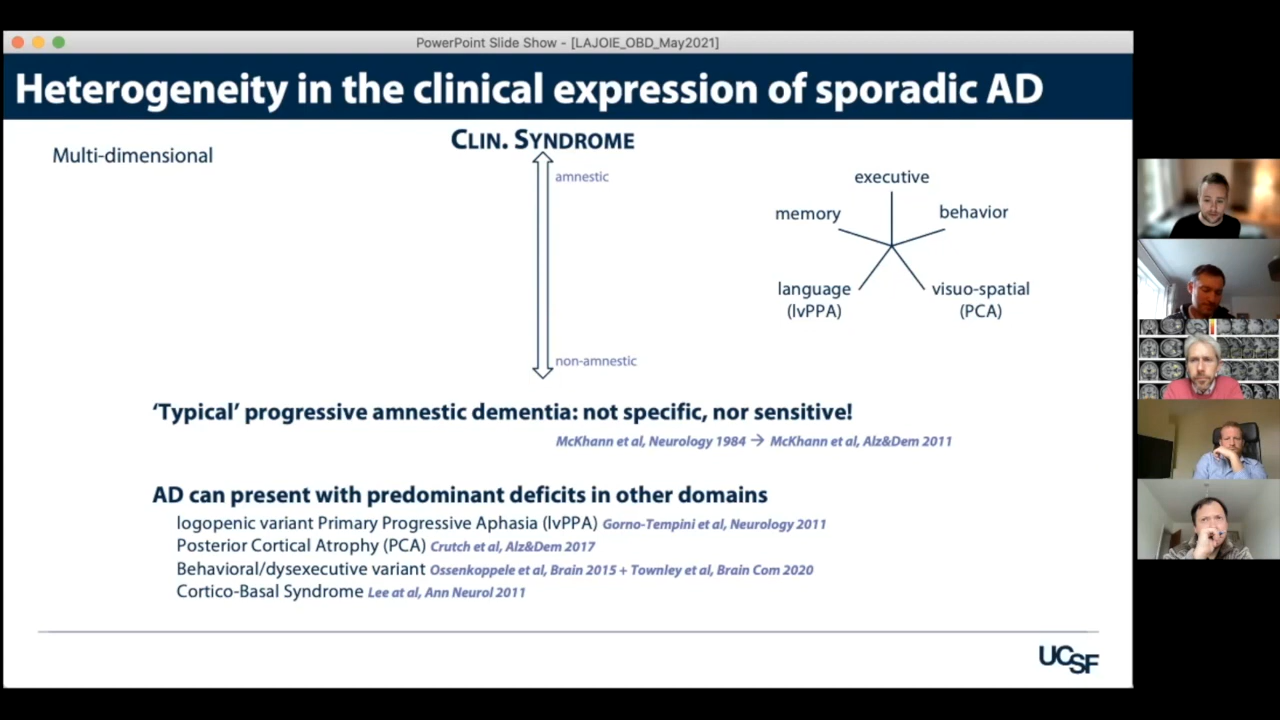 PowerPoint Slide Show - [LAJOIE_OBD_May2021]
Heterogeneity in the clinical expression of sporadic AD
Multi-dimensional
CLIN. SYNDROME
amnestic
non-amnestic
executive
memory
behavior
language
(lvPPA)
visuo-spatial
(PCA)
‘Typical’ progressive amnestic dementia: not specific, nor sensitive!
McKhann et al, Neurology 1984 → McKhann et al, Alz&Dem 2011
AD can present with predominant deficits in other domains
logopenic variant Primary Progressive Aphasia (lvPPA) Gorno-Tempini et al, Neurology 2011
Posterior Cortical Atrophy (PCA) Crutch et al, Alz&Dem 2017
Behavioral/dysexecutive variant Ossenkoppele et al, Brain 2015 + Townley et al, Brain Com 2020
Cortico-Basal Syndrome Lee at al, Ann Neurol 2011
UCSF